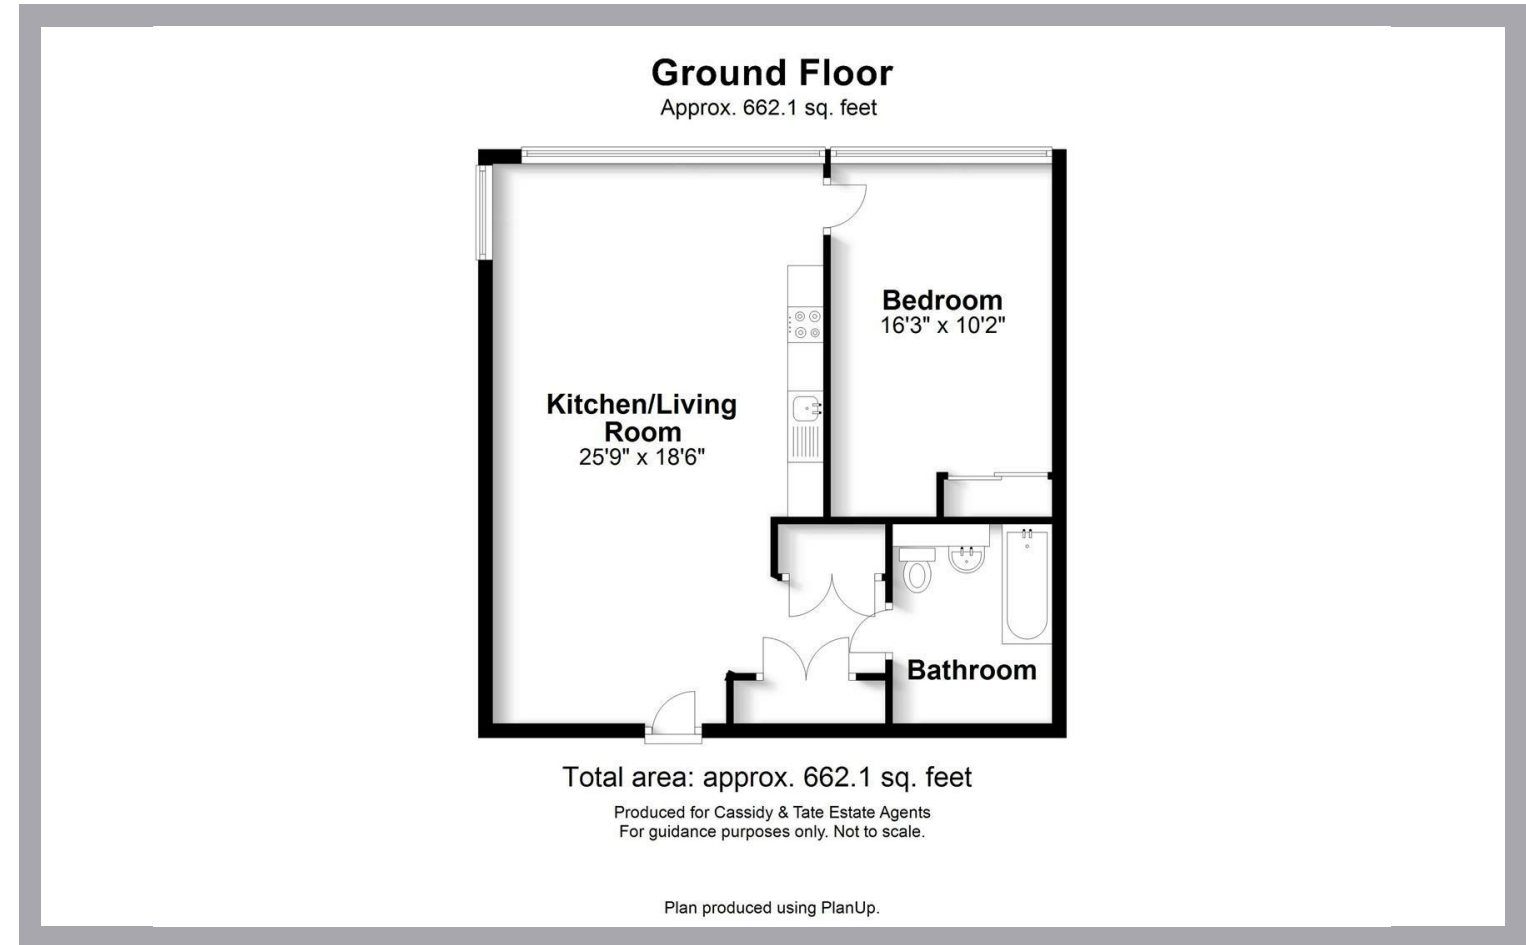 Ground Floor
Approx. 662.1 sq. feet
Bedroom
16'3" x 10'2"
Kitchen/Living
Room
25'9" x 18'6"
Bathroom
Total area: approx. 662.1 sq. feet
Produced for Cassidy & Tate Estate Agents
For guidance purposes only. Not to scale.
Plan produced using PlanUp.